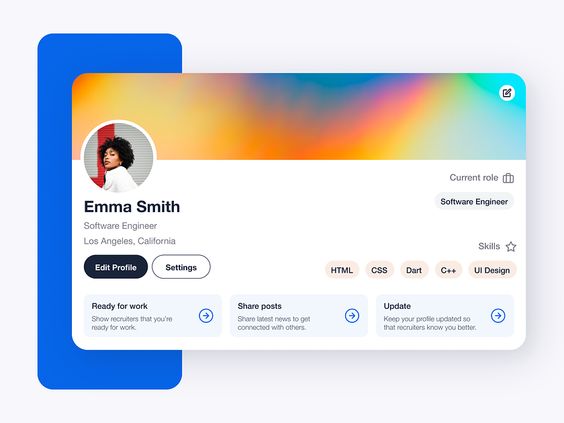 Current role
Software Engineer
Emma Smith
Software Engineer
Los Angeles, California
Skills
Edit Profile
Settings
HTML
CSS
Dart
C++
UI Design
Ready for work
Show recruiters that you're
ready for work.
Share posts
Share latest news to get
connected with others.
Update
Keep your profile updated so
that recruiters know you better.